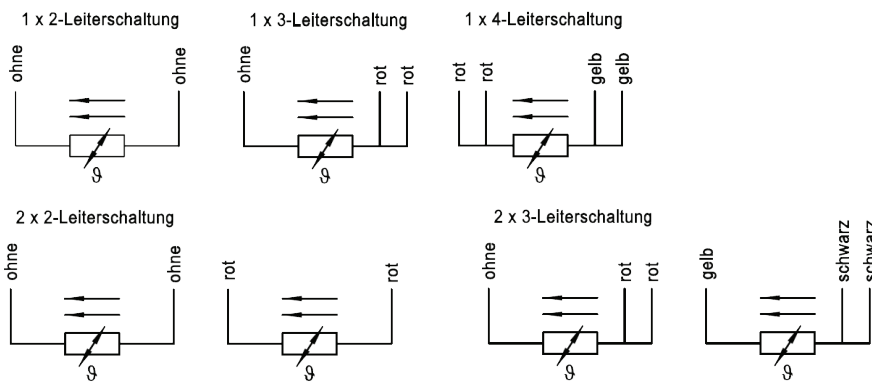 1 x 2-Leiterschaltung
1 x 3-Leiterschaltung
1 x 4-Leiterschaltung
ohne
ohne
ohne
rot
rot
rot
rot
gelb
gelb
ϑ
ϑ
ϑ
2 x 2-Leiterschaltung
2 x 3-Leiterschaltung
ohne
ohne
rot
rot
ohne
rot
rot
gelb
schwarz
schwarz
ϑ
ϑ
ϑ
ϑ